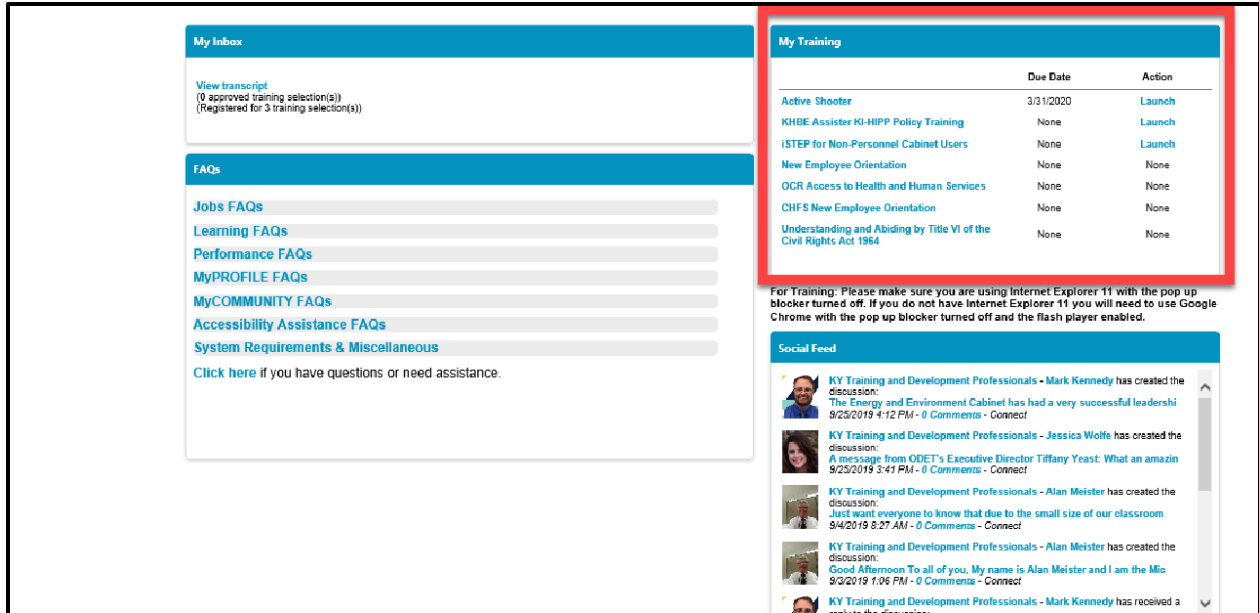 My Inbox
View transcript
(0 approved training selection(s))
(Registered for 3 training selection(s))
FAQs
Jobs FAQs
Learning FAQs
Performance FAQs
MyPROFILE FAQs
MyCOMMUNITY FAQs
Accessibility Assistance FAQs
System Requirements & Miscellaneous
Click here if you have questions or need assistance.
My Training
Due Date Action
Active Shooter 3/31/2020 Launch
KHBE Assister KI-HIPP Policy Training None Launch
iSTEP for Non-Personnel Cabinet Users None Launch
New Employee Orientation None None
OCR Access to Health and Human Services None None
CHFS New Employee Orientation None None
Understanding and Abiding by Title VI of the
Civil Rights Act 1964 None None
For Training: Please make sure you are using Internet Explorer 11 with the pop up
blocker turned off. If you do not have Internet Explorer 11 you will need to use Google
Chrome with the pop up blocker turned off and the flash player enabled.
Social Feed
KY Training and Development Professionals - Mark Kennedy has created the
discussion:
The Energy and Environment Cabinet has had a very successful leadershi
9/25/2019 4:12 PM - 0 Comments - Connect
KY Training and Development Professionals - Jessica Wolfe has created the
discussion:
A message from ODET's Executive Director Tiffany Yeast: What an amazin
9/25/2019 3:41 PM - 0 Comments - Connect
KY Training and Development Professionals - Alan Meister has created the
discussion:
Just want everyone to know that due to the small size of our classroom
9/4/2019 8:27 AM - 0 Comments - Connect
KY Training and Development Professionals - Alan Meister has created the
discussion:
Good Afternoon To all of you, My name is Alan Meister and I am the Mic
9/3/2019 1:06 PM - 0 Comments - Connect
KY Training and Development Professionals - Mark Kennedy has received a